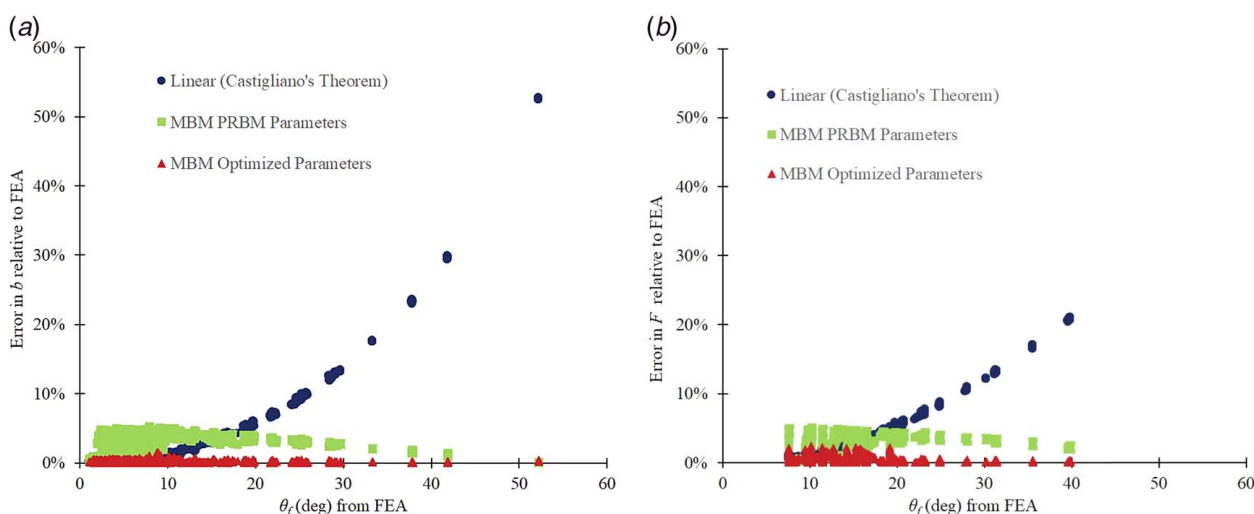 (a)
60%
50%
40%
30%
20%
10%
0%
Error in b relative to FEA
Linear (Castigliano's Theorem)
MBM PRBM Parameters
MBM Optimized Parameters
0 10 20 30 40 50 60
θf (deg) from FEA
(b)
60%
50%
40%
30%
20%
10%
0%
Error in F relative to FEA
Linear (Castigliano's Theorem)
MBM PRBM Parameters
MBM Optimized Parameters
0 10 20 30 40 50 60
θf (deg) from FEA